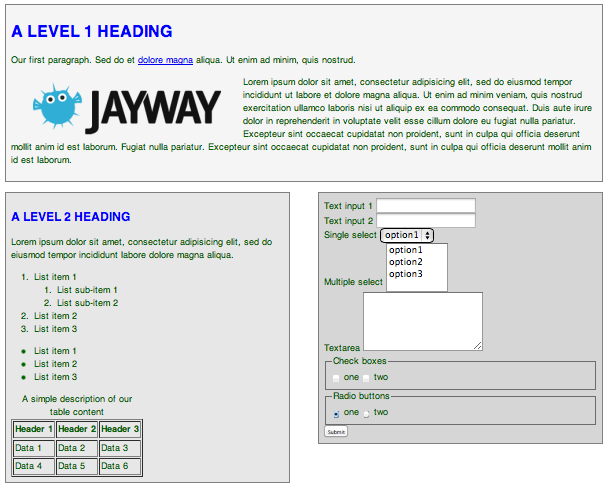 A LEVEL 1 HEADING
Our first paragraph. Sed do et dolore magna aliqua. Ut enim ad minim, quis nostrud.
JAYWAY
Lorem ipsum dolor sit amet, consectetur adipisicing elit, sed do eiusmod tempor
incididunt ut labore et dolore magna aliqua. Ut enim ad minim veniam, quis nostrud
exercitation ullamco laboris nisi ut aliquip ex ea commodo consequat. Duis aute irure
dolor in reprehenderit in voluptate velit esse cillum dolore eu fugiat nulla pariatur.
Excepteur sint occaecat cupidatat non proident, sunt in culpa qui officia deserunt
mollit anim id est laborum. Fugiat nulla pariatur. Excepteur sint occaecat cupidatat non proident, sunt in culpa qui officia deserunt mollit anim
id est laborum.
A LEVEL 2 HEADING
Lorem ipsum dolor sit amet, consectetur adipisicing elit, sed do
eiusmod tempor incididunt labore dolore magna aliqua.
1. List item 1
1. List sub-item 1
2. List sub-item 2
2. List item 2
3. List item 3
• List item 1
• List item 2
• List item 3
A simple description of our
table content
Header 1 Header 2 Header 3
Data 1 Data 2 Data 3
Data 4 Data 5 Data 6
Text input 1
Text input 2
Single select option1
option1
option2
option3
Multiple select
Textarea
Check boxes
one two
Radio buttons
one two
Submit